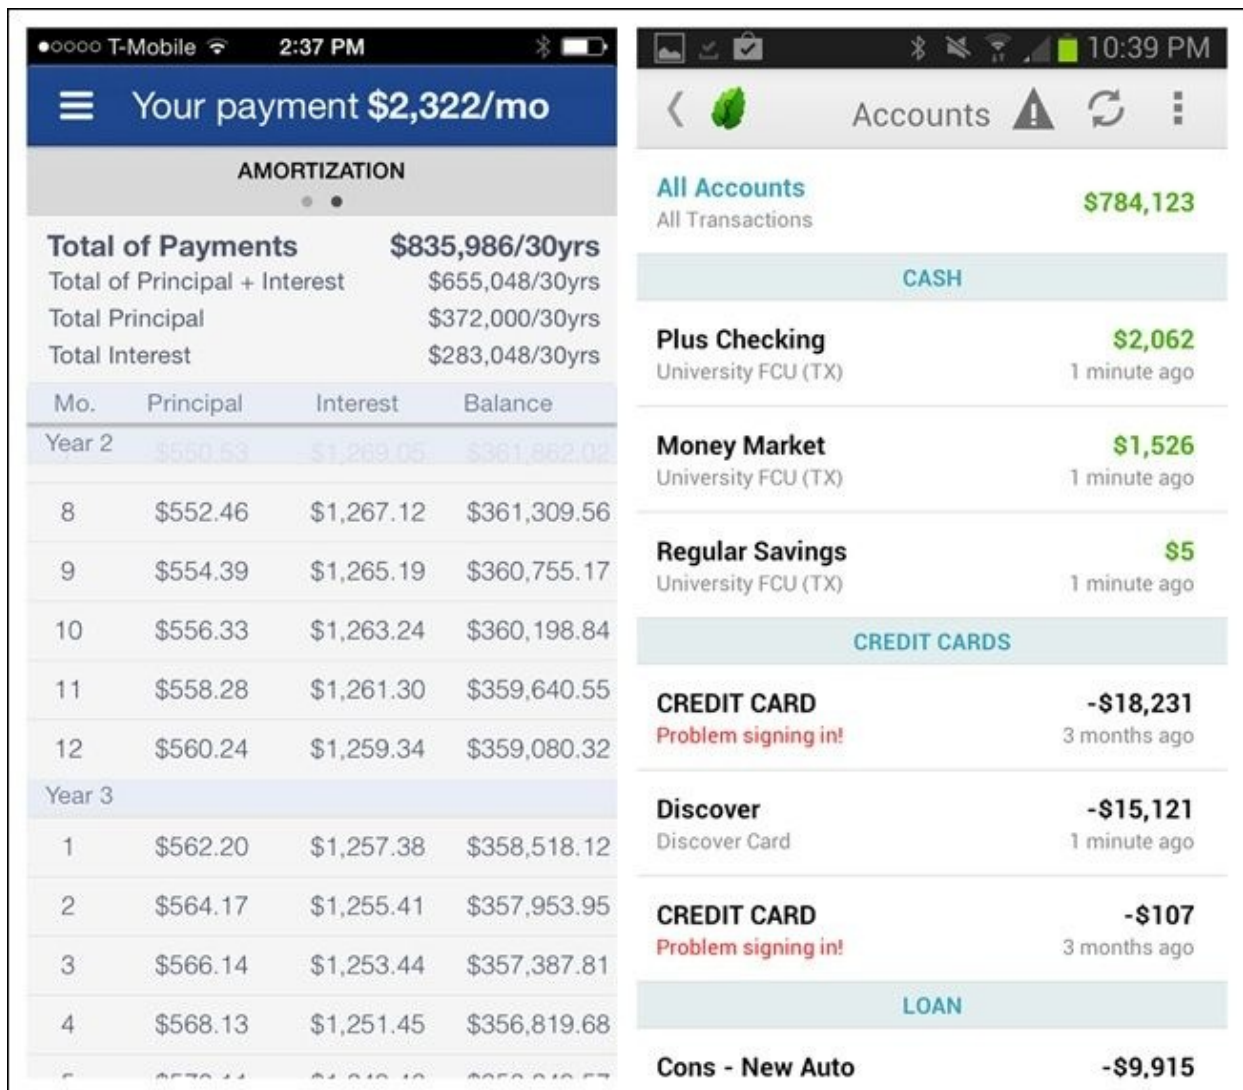 T-Mobile 2:37 PM
Your payment $2,322/mo
AMORTIZATION
Total of Payments $835,986/30yrs
Total of Principal + Interest $655,048/30yrs
Total Principal $372,000/30yrs
Total Interest $283,048/30yrs
Mo. Principal Interest Balance
Year 2 $550.53 $1,269.05 $361,862.02
8 $552.46 $1,267.12 $361,309.56
9 $554.39 $1,265.19 $360,755.17
10 $556.33 $1,263.24 $360,198.84
11 $558.28 $1,261.30 $359,640.55
12 $560.24 $1,259.34 $359,080.32
Year 3
1 $562.20 $1,257.38 $358,518.12
2 $564.17 $1,255.41 $357,953.95
3 $566.14 $1,253.44 $357,387.81
4 $568.13 $1,251.45 $356,819.68
10:39 PM
Accounts
All Accounts $784,123
All Transactions
CASH
Plus Checking $2,062
University FCU (TX) 1 minute ago
Money Market $1,526
University FCU (TX) 1 minute ago
Regular Savings $5
University FCU (TX) 1 minute ago
CREDIT CARDS
CREDIT CARD -$18,231
Problem signing in! 3 months ago
Discover -$15,121
Discover Card 1 minute ago
CREDIT CARD -$107
Problem signing in! 3 months ago
LOAN
Cons - New Auto -$9,915